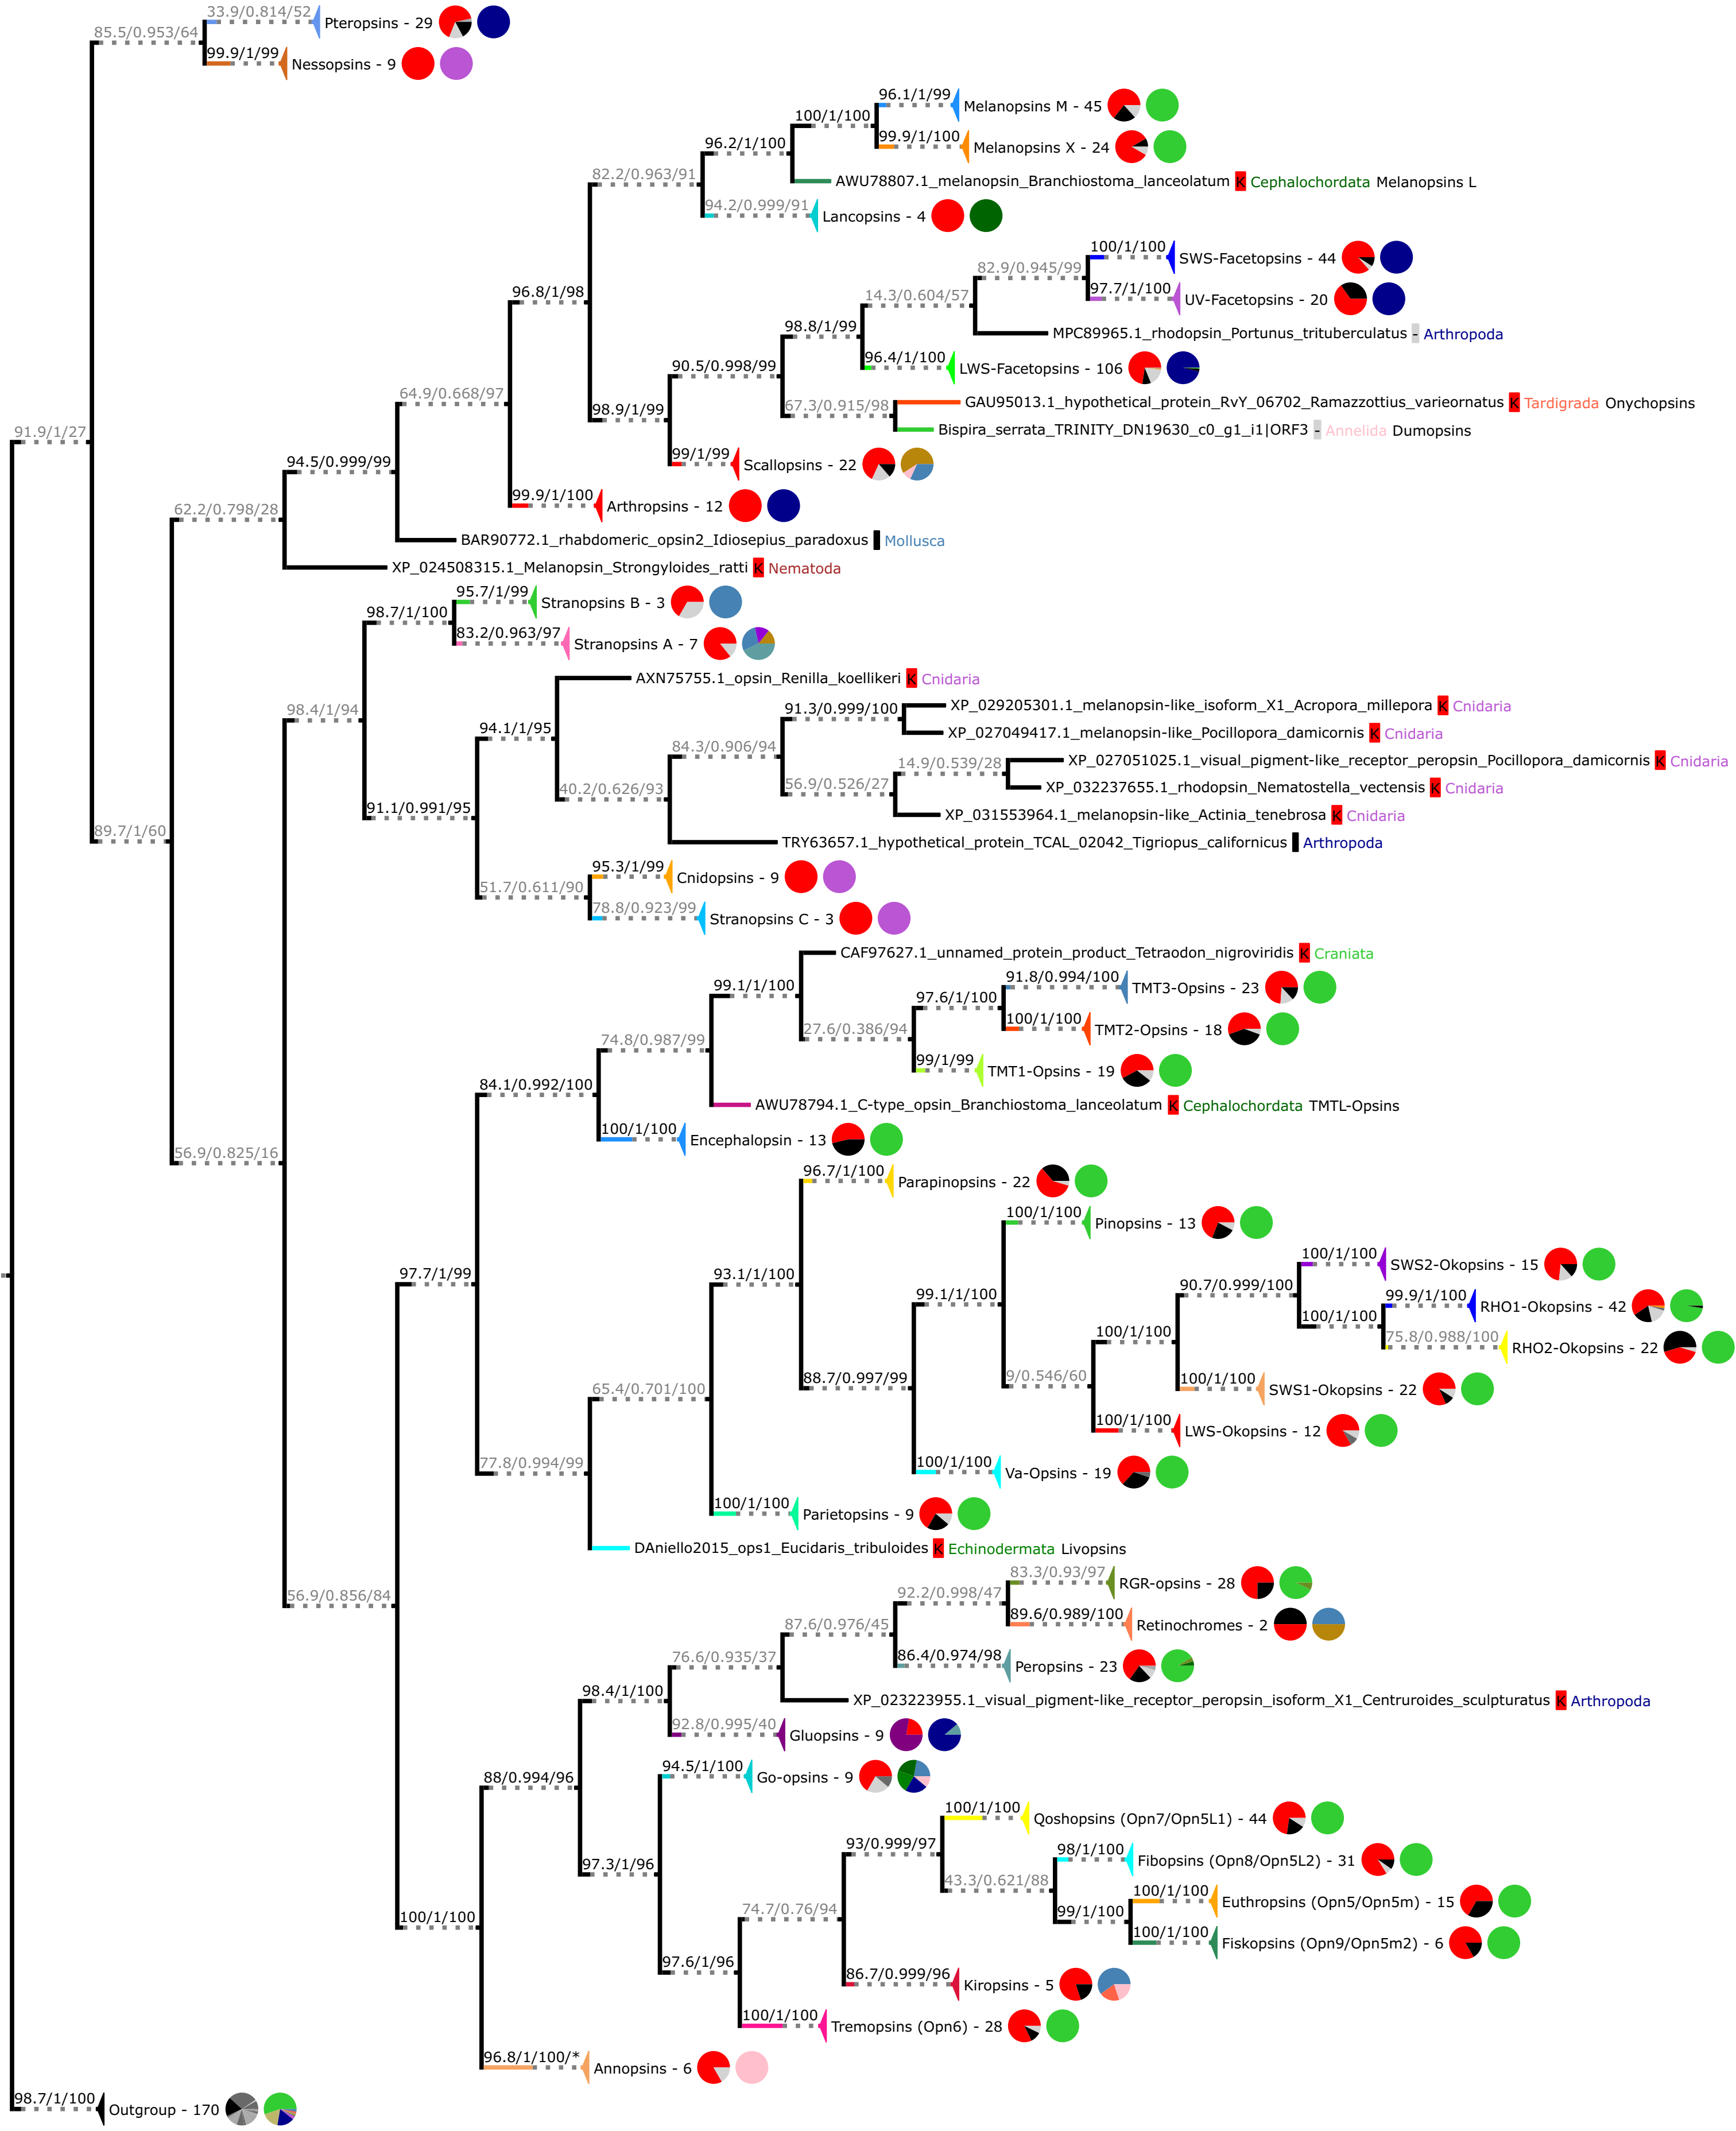 33.9/0.814/52
Pteropsins - 29
85.5/0.953/64
99.9/1/99
Nessopsins - 9
96.1/1/99
Melanopsins M - 45
100/1/100
99.9/1/100
Melanopsins X - 24
96.2/1/100
AWU78807.1_melanopsin_Branchiostoma_lanceolatum K Cephalochordata Melanopsins L
82.2/0.963/91
94.2/0.999/91
Lancopsins - 4
100/1/100
SWS-Facetopsins - 44
82.9/0.945/99
97.7/1/100
UV-Facetopsins - 20
96.8/1/98
14.3/0.604/57
MPC89965.1_rhodopsin_Portunus_trituberculatus - Arthropoda
98.8/1/99
96.4/1/100
LWS-Facetopsins - 106
90.5/0.998/99
64.9/0.668/97
GAU95013.1_hypothetical_protein_RvY_06702_Ramazzottius_varieornatus K Tardigrada Onychopsins
98.9/1/99
67.3/0.915/98
Bispira_serrata_TRINITY_DN19630_c0_g1_i1|ORF3 - Annelida Dumopsins
91.9/1/27
99/1/99
Scallopsins - 22
94.5/0.999/99
99.9/1/100
Arthropsins - 12
62.2/0.798/28
BAR90772.1_rhabdomeric_opsin2_Idiosepius_paradoxus Mollusca
XP_024508315.1_Melanopsin_Strongyloides_ratti K Nematoda
95.7/1/99
Stranopsins B - 3
98.7/1/100
83.2/0.963/97
Stranopsins A - 7
AXN75755.1_opsin_Renilla_koellikeri K Cnidaria
98.4/1/94
91.3/0.999/100
XP_029205301.1_melanopsin-like_isoform_X1_Acropora_millepora K Cnidaria
94.1/1/95
XP_027049417.1_melanopsin-like_Pocillopora_damicornis K Cnidaria
84.3/0.906/94
XP_027051025.1_visual_pigment-like_receptor_peropsin_Pocillopora_damicornis K Cnidaria
14.9/0.539/28
40.2/0.626/93
56.9/0.526/27
XP_032237655.1_rhodopsin_Nematostella_vectensis K Cnidaria
91.1/0.991/95
XP_031553964.1_melanopsin-like_Actinia_tenebrosa K Cnidaria
89.7/1/60
TRY63657.1_hypothetical_protein_TCAL_02042_Tigriopus_californicus Arthropoda
95.3/1/99
Cnidopsins - 9
51.7/0.611/90
78.8/0.923/99
Stranopsins C - 3
CAF97627.1_unnamed_protein_product_Tetraodon_nigroviridis K Craniata
91.8/0.994/100
TMT3-Opsins - 23
99.1/1/100
97.6/1/100
100/1/100
TMT2-Opsins - 18
74.8/0.987/99
27.6/0.386/94
99/1/99
TMT1-Opsins - 19
84.1/0.992/100
AWU78794.1_C-type_opsin_Branchiostoma_lanceolatum K Cephalochordata TMTL-Opsins
100/1/100
Encephalopsin - 13
56.9/0.825/16
96.7/1/100
Parapinopsins - 22
100/1/100
Pinopsins - 13
100/1/100
SWS2-Okopsins - 15
97.7/1/99
93.1/1/100
90.7/0.999/100
99.9/1/100
RHO1-Okopsins - 42
99.1/1/100
100/1/100
75.8/0.988/100
RHO2-Okopsins - 22
100/1/100
88.7/0.997/99
9/0.546/60
100/1/100
SWS1-Okopsins - 22
65.4/0.701/100
100/1/100
LWS-Okopsins - 12
77.8/0.994/99
100/1/100
Va-Opsins - 19
100/1/100
Parietopsins - 9
DAniello2015_ops1_Eucidaris_tribuloides K Echinodermata Livopsins
83.3/0.93/97
RGR-opsins - 28
56.9/0.856/84
92.2/0.998/47
89.6/0.989/100
Retinochromes - 2
87.6/0.976/45
86.4/0.974/98
Peropsins - 23
76.6/0.935/37
98.4/1/100
XP_023223955.1_visual_pigment-like_receptor_peropsin_isoform_X1_Centruroides_sculpturatus K Arthropoda
92.8/0.995/40
Gluopsins - 9
94.5/1/100
Go-opsins - 9
88/0.994/96
100/1/100
Qoshopsins (Opn7/Opn5L1) - 44
93/0.999/97
98/1/100
Fibopsins (Opn8/Opn5L2) - 31
97.3/1/96
43.3/0.621/88
100/1/100
Euthropsins (Opn5/Opn5m) - 15
74.7/0.76/94
99/1/100
100/1/100
100/1/100
Fiskopsins (Opn9/Opn5m2) - 6
97.6/1/96
86.7/0.999/96
Kiropsins - 5
100/1/100
Tremopsins (Opn6) - 28
96.8/1/100/*
Annopsins - 6
98.7/1/100
Outgroup - 170